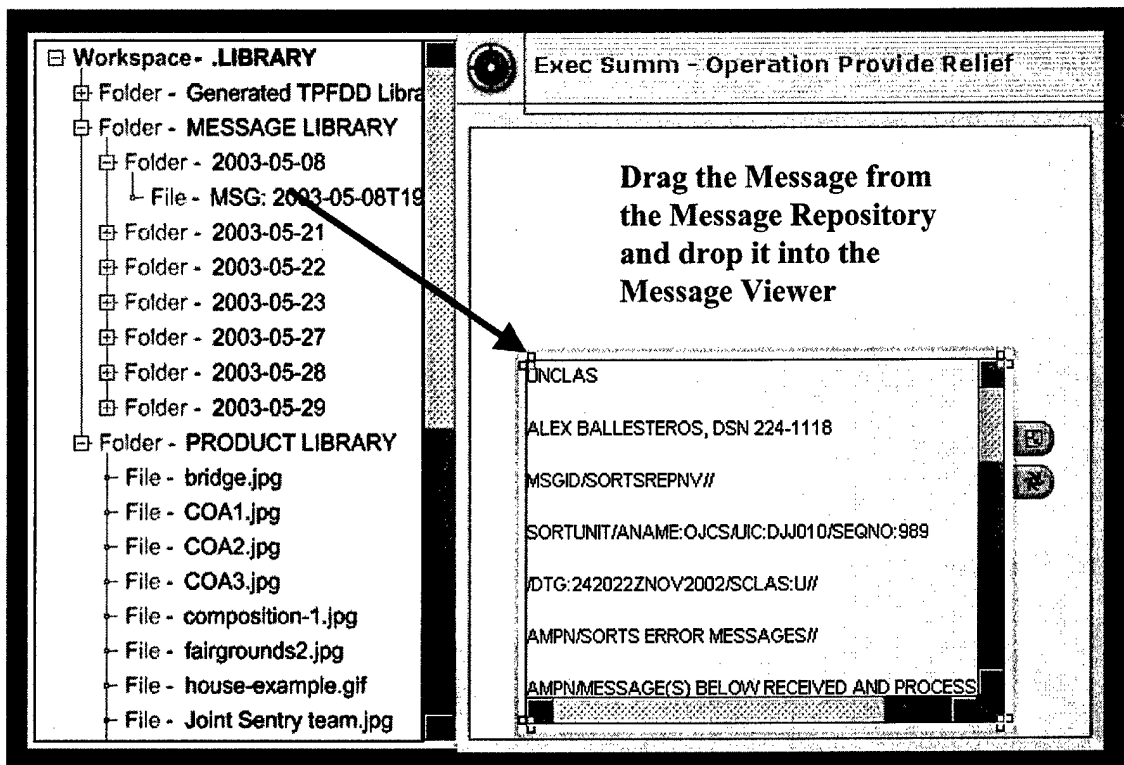 Workspace- .LIBRARY
Folder - Generated TPFDD Libra
Folder - MESSAGE LIBRARY
Folder - 2003-05-08
File - MSG: 2003-05-08T19
Folder - 2003-05-21
Folder - 2003-05-22
Folder - 2003-05-23
Folder - 2003-05-27
Folder - 2003-05-28
Folder - 2003-05-29
Folder - PRODUCT LIBRARY
File - bridge.jpg
File - COA1.jpg
File - COA2.jpg
File - COA3.jpg
File - composition-1.jpg
File - fairgrounds2.jpg
File - house-example.gif
File - Joint Sentry team.jpg
Exec Summ - Operation Provide Relief
Drag the Message from
the Message Repository
and drop it into the
Message Viewer
UNCLAS
ALEX BALLESTEROS, DSN 224-1118
MSGID/SORTSREPNV//
SORTUNIT/ANAME:OJCS/UIC:DJJ010/SEQNO:989
/DTG:242022ZNOV2002/SCLAS:U//
AMPN/SORTS ERROR MESSAGES//
AMPN/MESSAGE(S) BELOW RECEIVED AND PROCESS